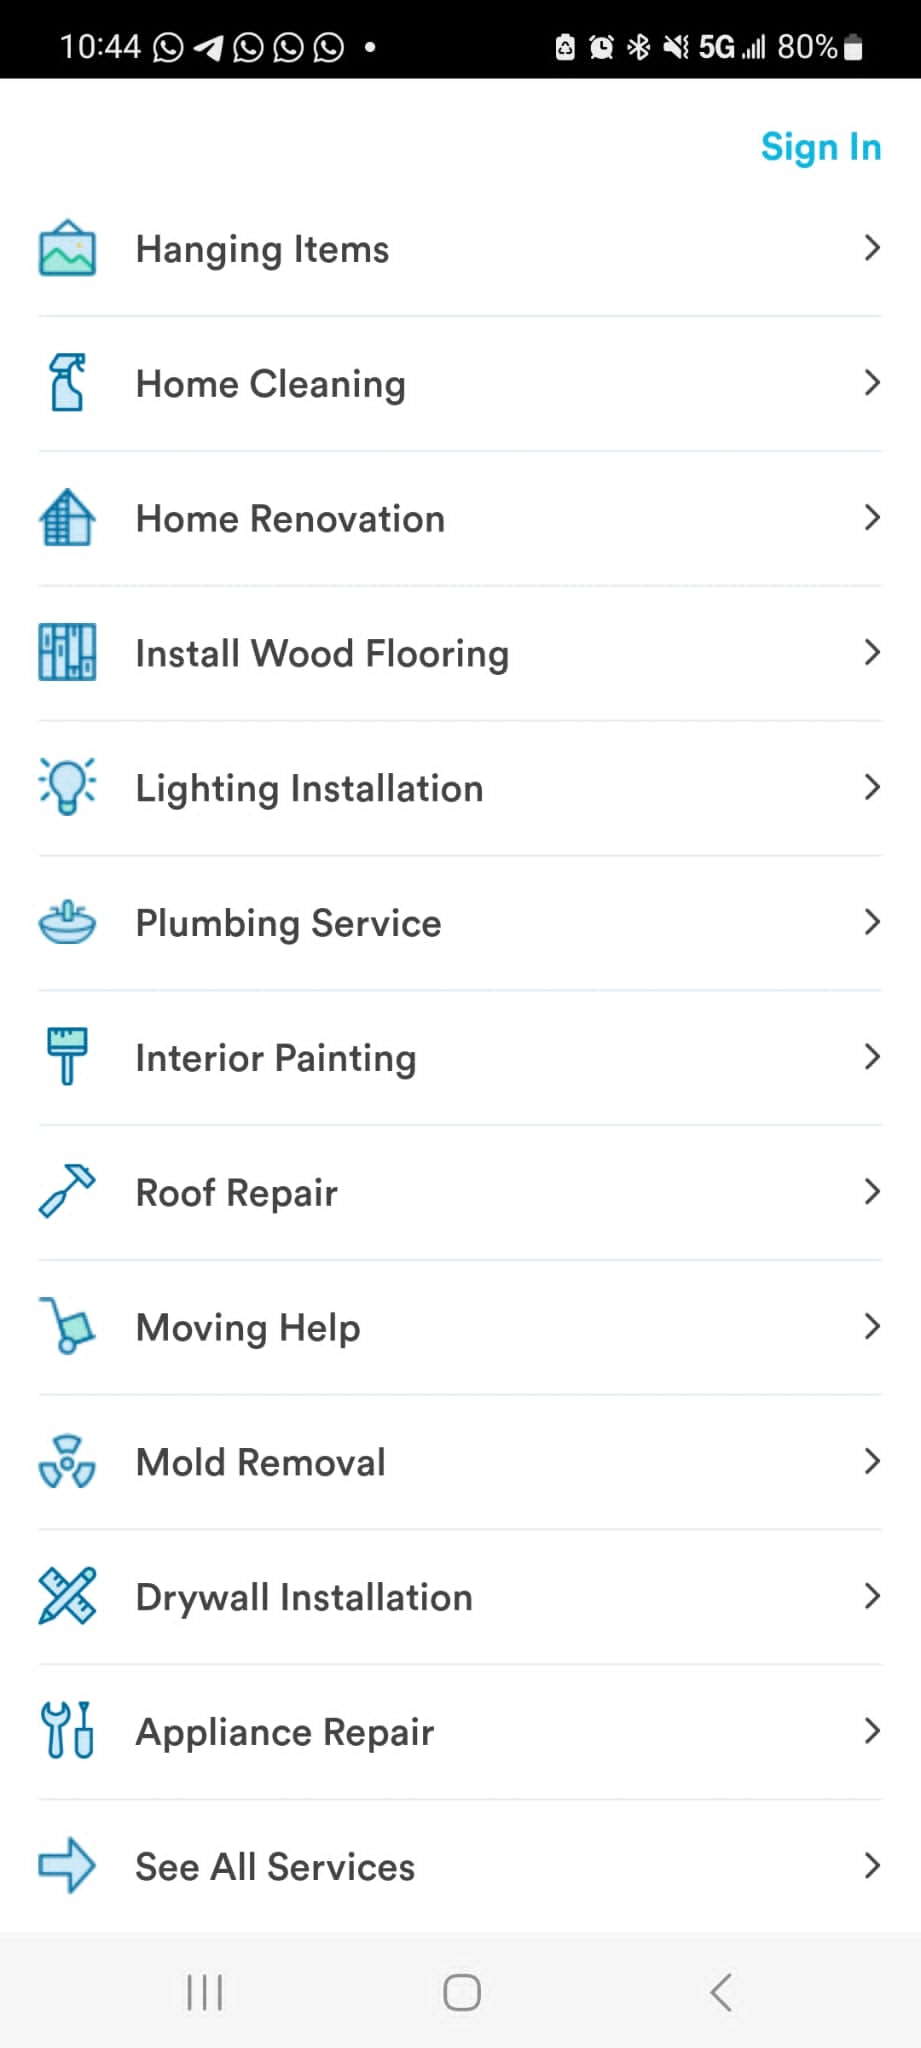 10:44 5G 80%
Sign In
Hanging Items
Home Cleaning
Home Renovation
Install Wood Flooring
Lighting Installation
Plumbing Service
Interior Painting
Roof Repair
Moving Help
Mold Removal
Drywall Installation
Appliance Repair
See All Services